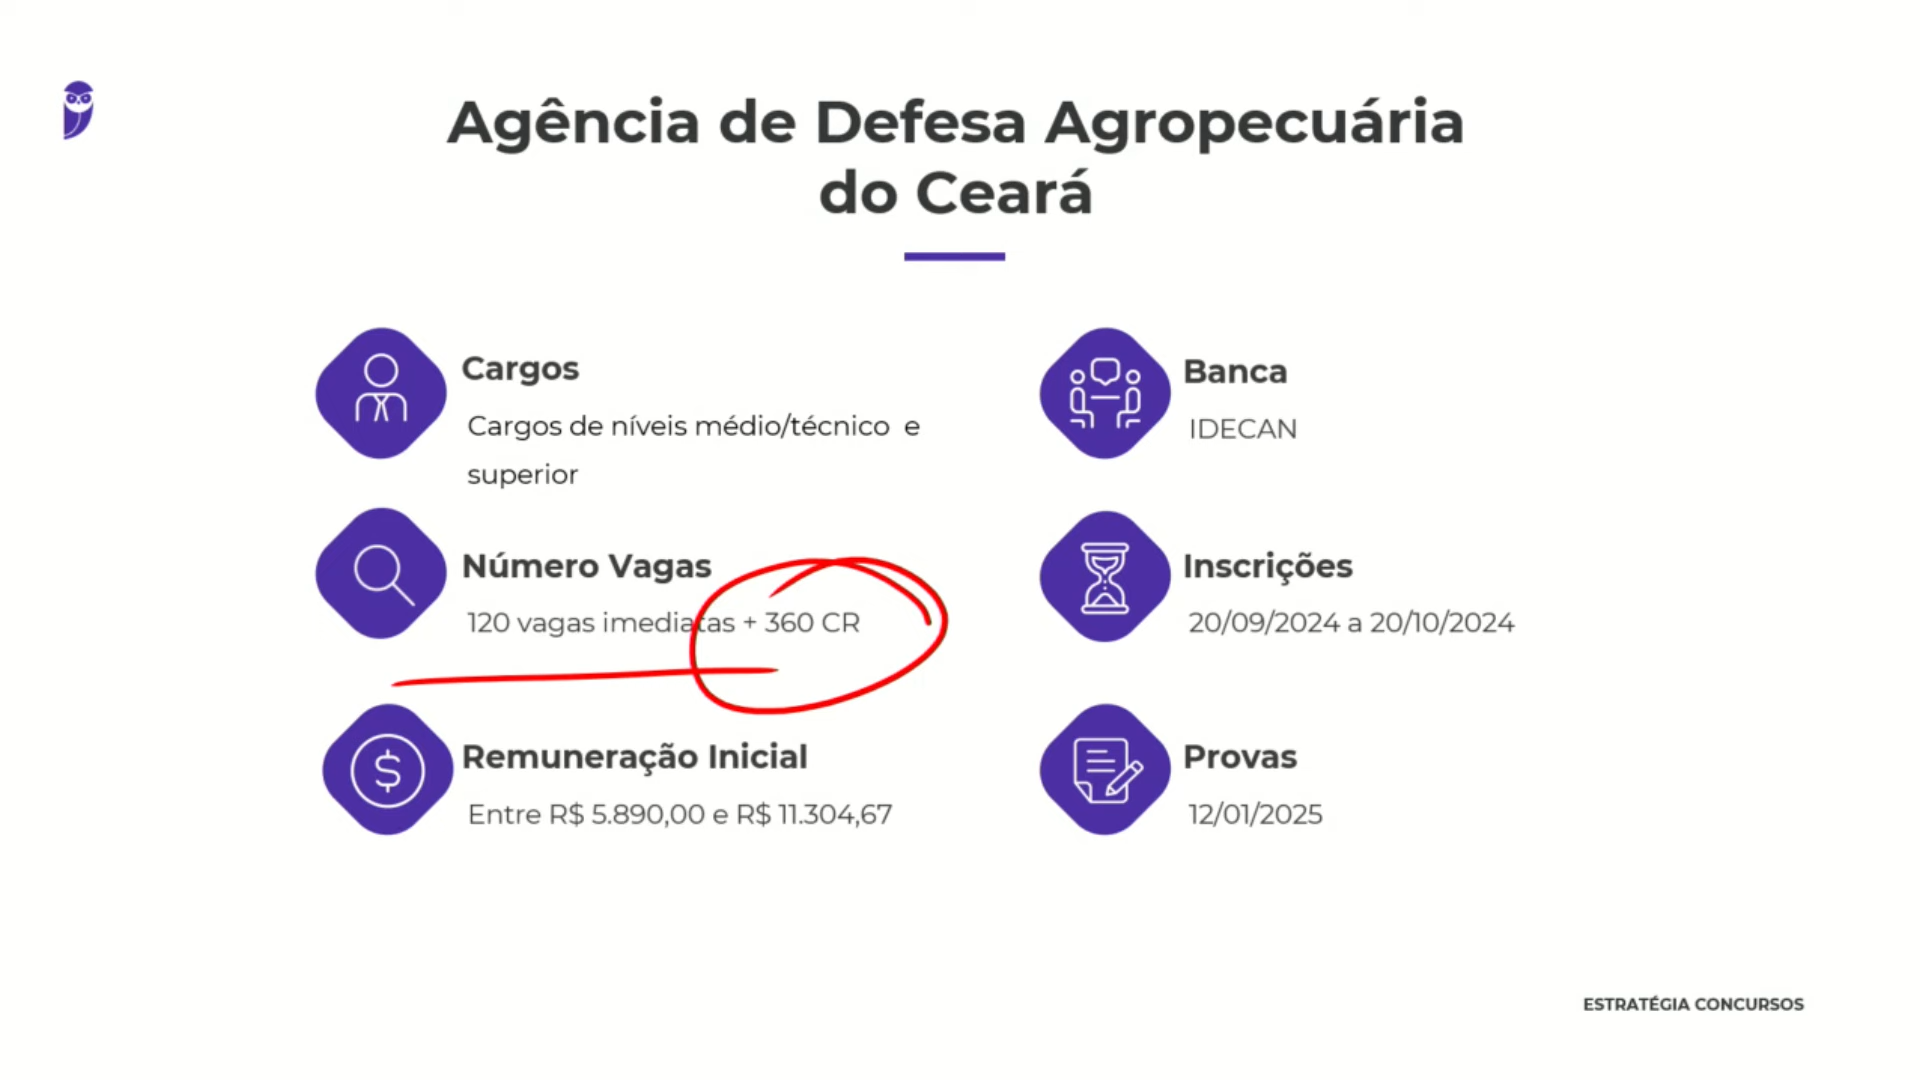 Agência de Defesa Agropecuária
do Ceará
Cargos
Cargos de níveis médio/técnico e
superior
Banca
IDECAN
Número Vagas
120 vagas imediatas + 360 CR
Inscrições
20/09/2024 a 20/10/2024
Remuneração Inicial
Entre R$ 5.890,00 e R$ 11.304,67
Provas
12/01/2025
ESTRATÉGIA CONCURSOS